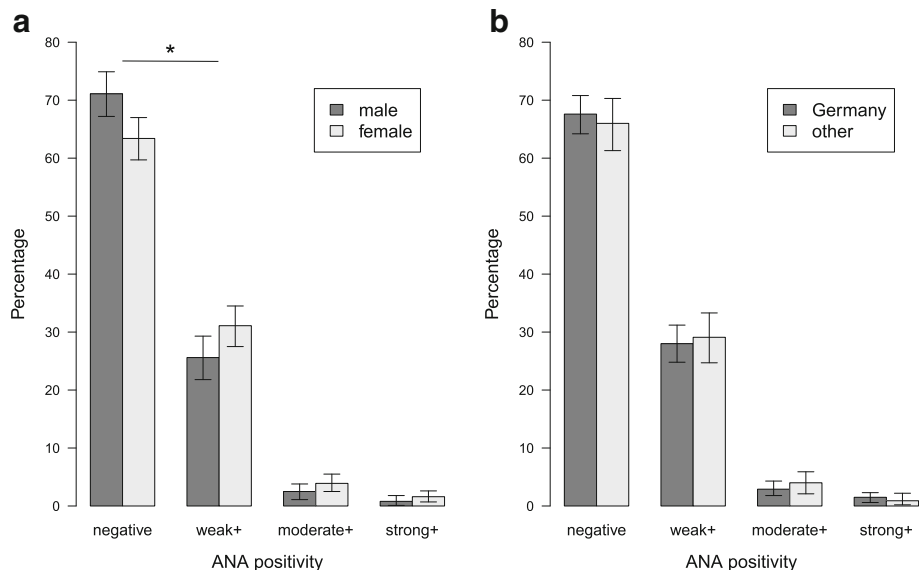 a
80
70
60
50
40
30
20
10
0
Percentage
*
male
female
negative weak+ moderate+ strong+
ANA positivity
b
80
70
60
50
40
30
20
10
0
Percentage
Germany
other
negative weak+ moderate+ strong+
ANA positivity